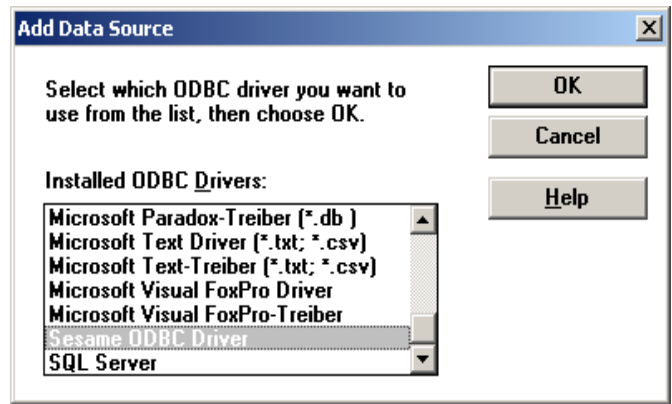 Add Data Source
Select which ODBC driver you want to
use from the list, then choose OK.
OK
Cancel
Help
Installed ODBC Drivers:
Microsoft Paradox-Treiber (*.db )
Microsoft Text Driver (*.txt; *.csv)
Microsoft Text-Treiber (*.txt; *.csv)
Microsoft Visual FoxPro Driver
Microsoft Visual FoxPro-Treiber
Sesame ODBC Driver
SQL Server